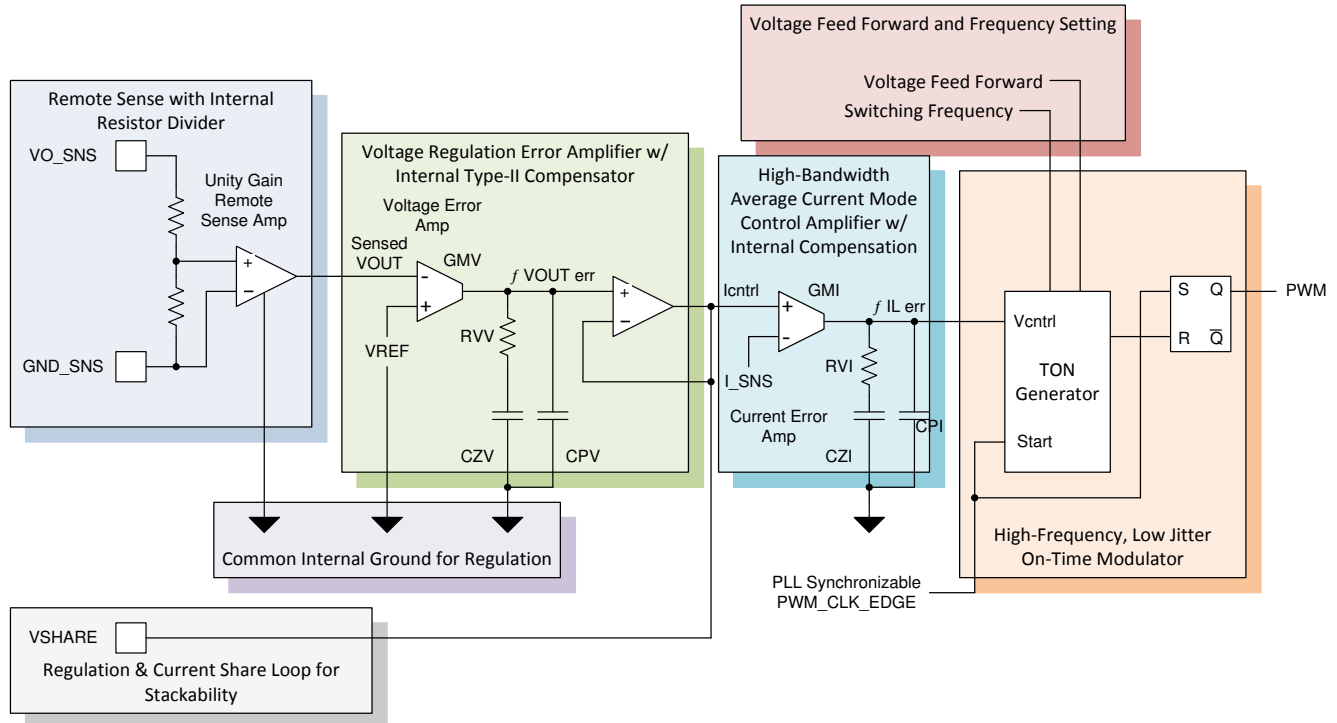 Voltage Feed Forward and Frequency Setting
Voltage Feed Forward
Switching Frequency
Remote Sense with Internal
Resistor Divider
VO_SNS
Unity Gain
Remote
Sense Amp
+
−
GND_SNS
Voltage Regulation Error Amplifier w/
Internal Type-II Compensator
Voltage Error
Amp
Sensed
VOUT
GMV
-
+
VREF
ƒ VOUT err
RVV
CZV
CPV
+
−
High-Bandwidth
Average Current Mode
Control Amplifier w/
Internal Compensation
Icntrl
GMI
+
-
I_SNS
ƒ IL err
RVI
Current Error
Amp
CZI
CPI
Vcntrl
TON
Generator
Start
S Q
R Q̅
PWM
High-Frequency, Low Jitter
On-Time Modulator
PLL Synchronizable
PWM_CLK_EDGE
Common Internal Ground for Regulation
VSHARE
Regulation & Current Share Loop for
Stackability